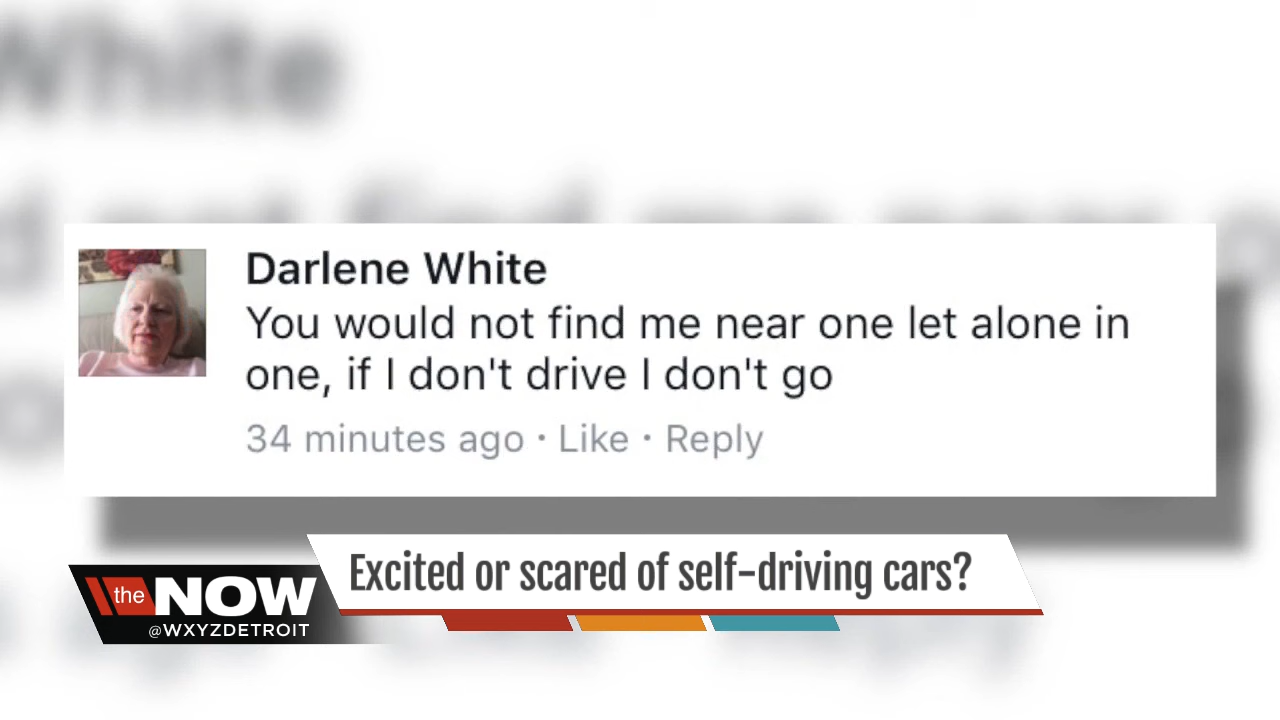 White
Darlene White
You would not find me near one let alone in
one, if I don't drive I don't go
34 minutes ago · Like · Reply
Excited or scared of self-driving cars?
the NOW
@WXYZDETROIT